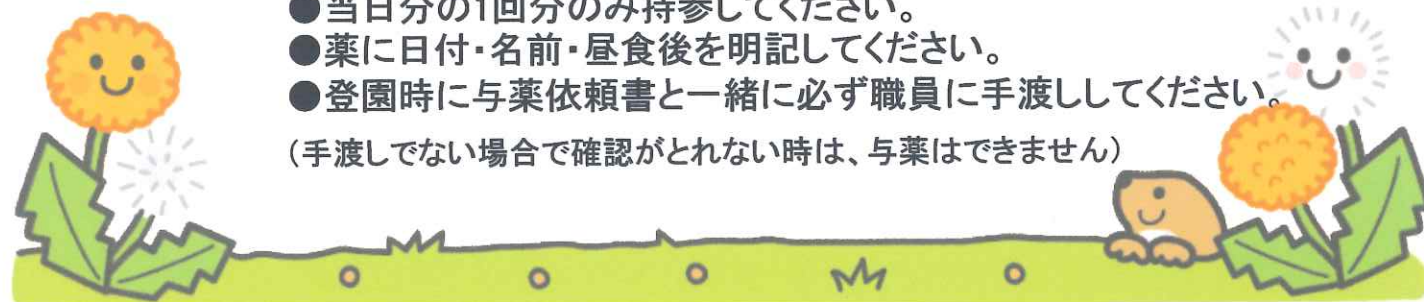 ●当日分の1回分のみ持参してください。
●薬に日付・名前・昼食後を明記してください。
●登園時に与薬依頼書と一緒に必ず職員に手渡ししてください。
(手渡しでない場合で確認がとれない時は、与薬はできません)